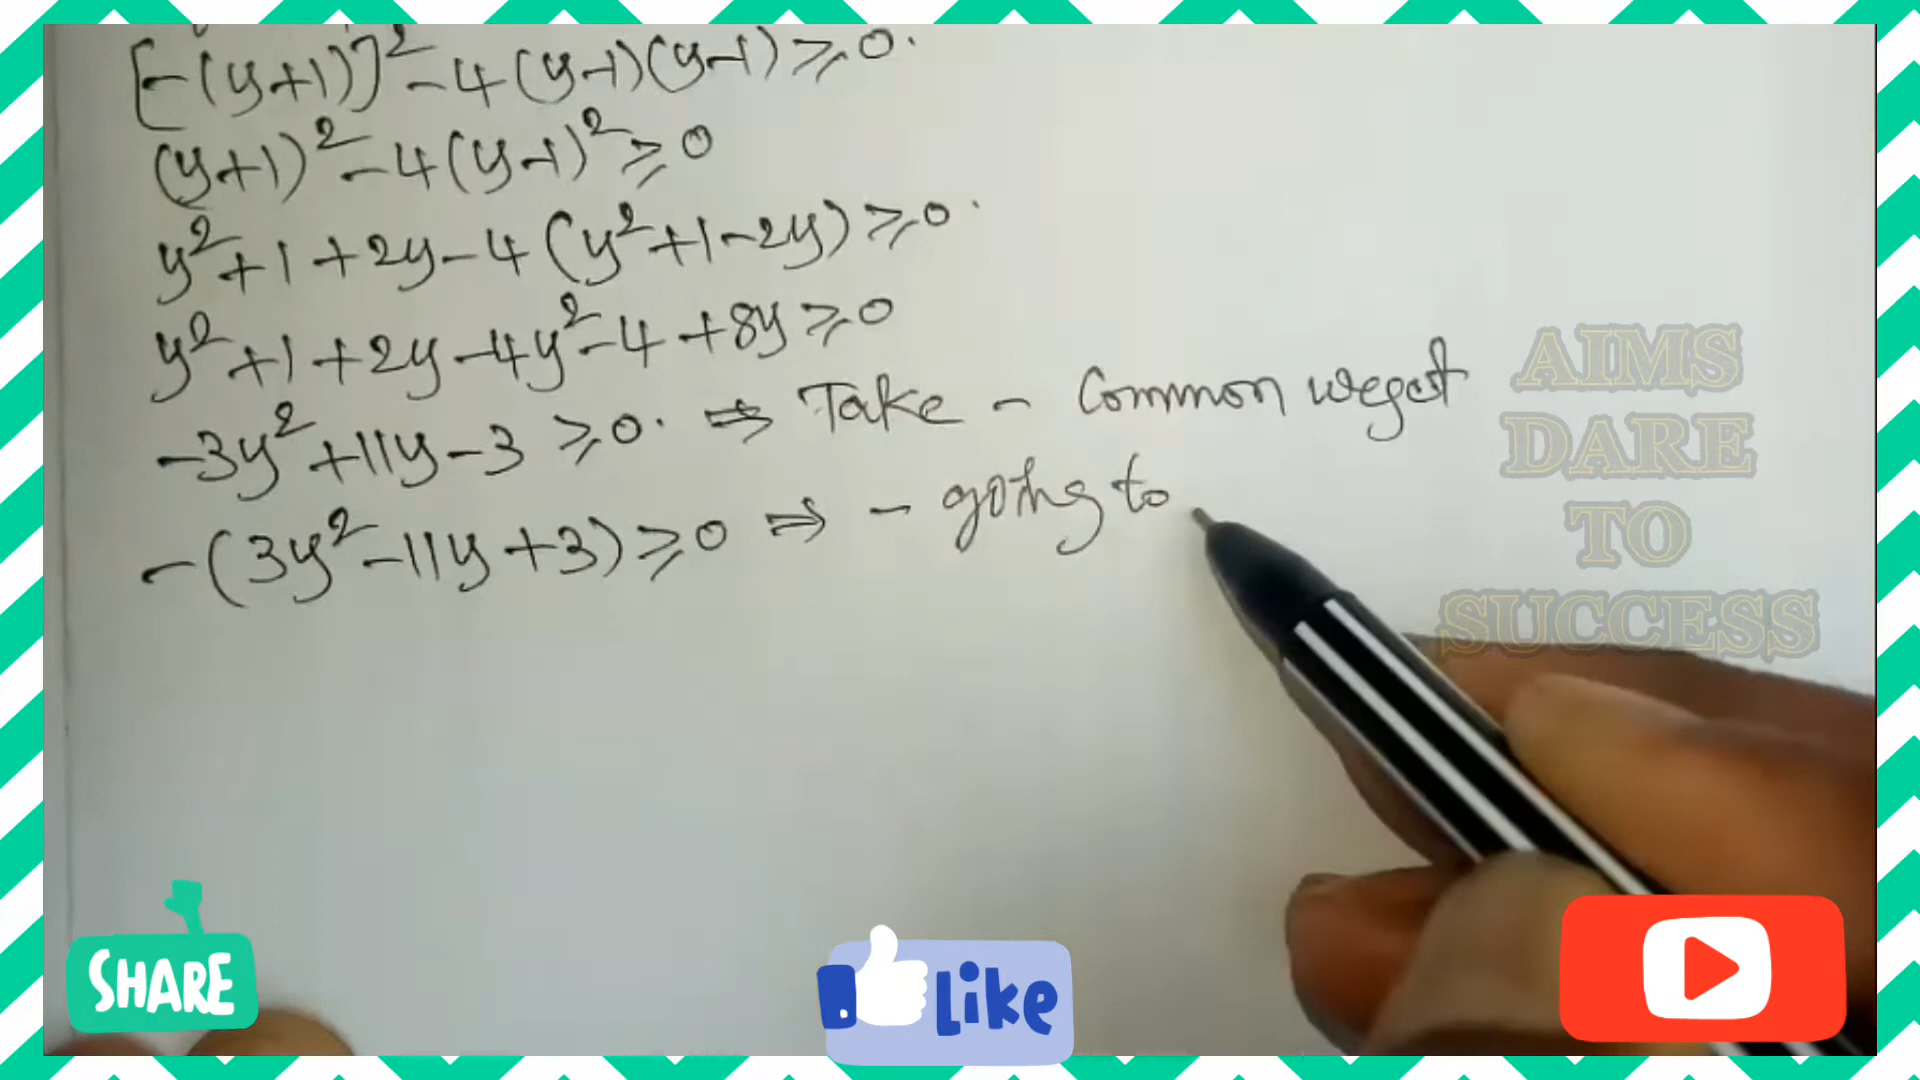 [-(y+1)]²-4(y-1)(y-1)≥0.
(y+1)²-4(y-1)²≥0
y²+1+2y-4(y²+1-2y)≥0.
y²+1+2y-4y²-4+8y≥0
-3y²+11y-3≥0. ⇒ Take - Common weget
-(3y²-11y+3)≥0 ⇒ - going to
AIMS
DARE
TO
SUCCESS
SHARE
Like